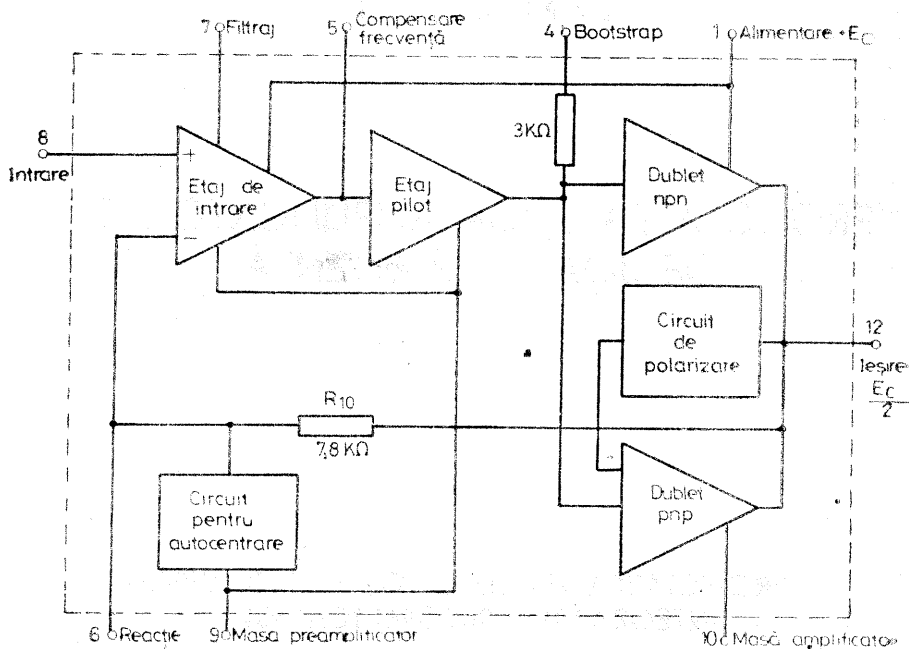 7 Filtraj
5 Compensare
frecvență
4 Bootstrap
1 Alimentare +EC
8
Intrare
+
Etaj de
intrare
−
Etaj
pilot
3KΩ
Dublet
npn
Circuit
de
polarizare
12
Ieșire
EC
2
R10
7,8 KΩ
Circuit
pentru
autocentrare
-
Dublet
pnp
6 Reacție
9 Masa preamplificator
10 Masă amplificator